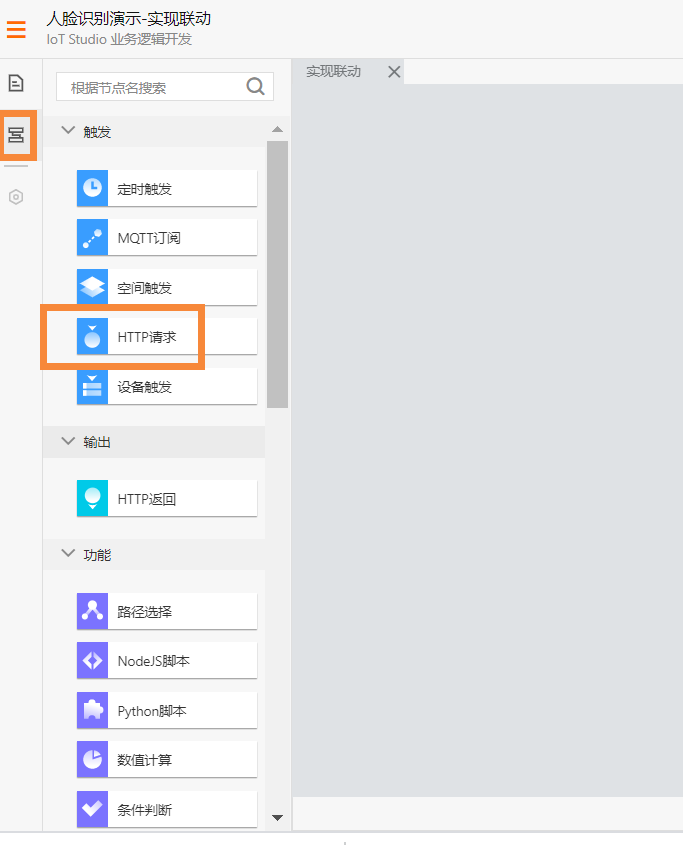 人脸识别演示-实现联动
IoT Studio 业务逻辑开发
根据节点名搜索
实现联动
触发
定时触发
MQTT订阅
空间触发
HTTP请求
设备触发
输出
HTTP返回
功能
路径选择
NodeJS脚本
Python脚本
数值计算
条件判断